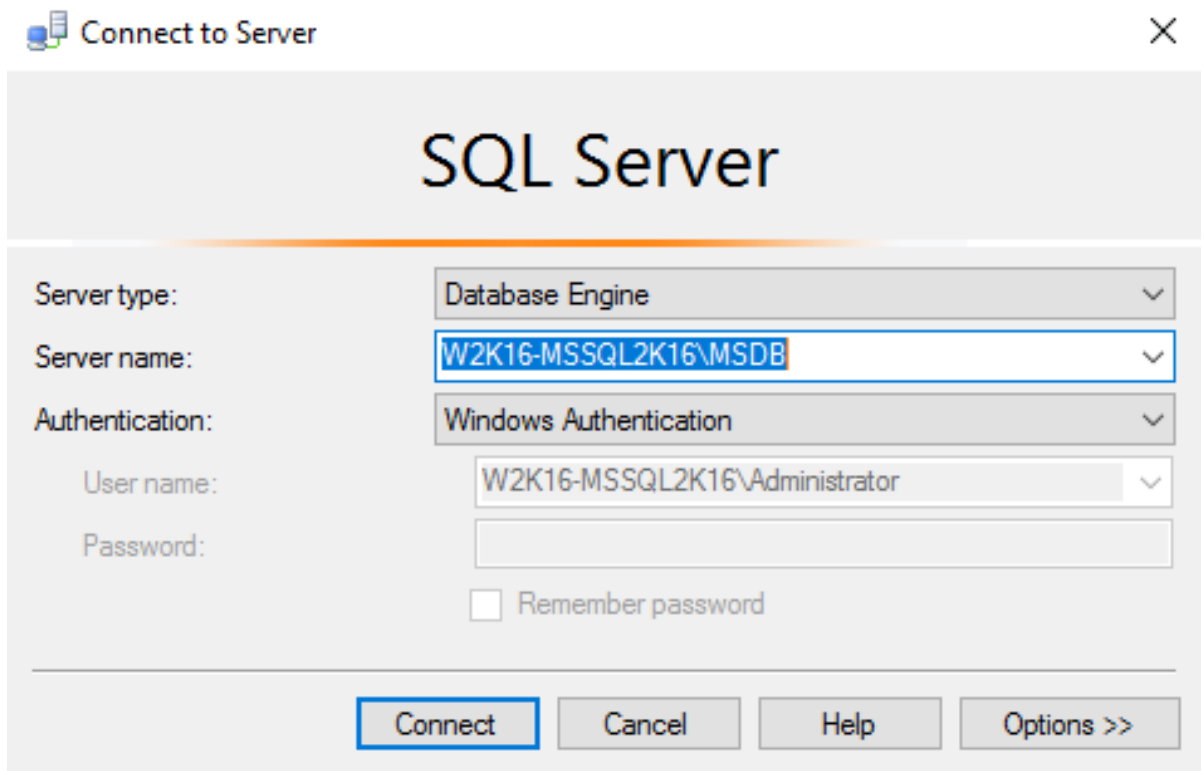 Connect to Server
SQL Server
Server type: Database Engine
Server name: W2K16-MSSQL2K16\MSDB
Authentication: Windows Authentication
User name: W2K16-MSSQL2K16\Administrator
Password:
Remember password
Connect Cancel Help Options >>